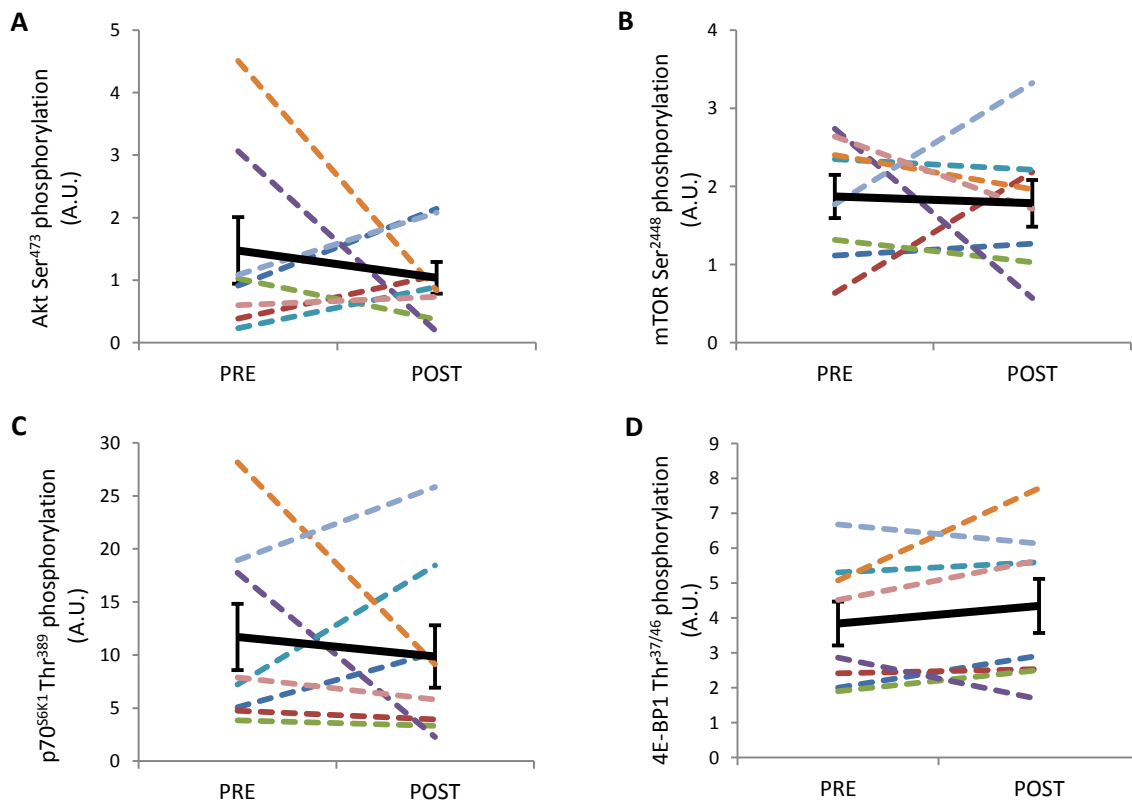 A
Akt Ser473 phosphorylation
(A.U.)
5
4
3
2
1
0
PRE POST
B
mTOR Ser2448 phoshporylation
(A.U.)
4
3
2
1
0
PRE POST
C
p70S6K1 Thr389 phosphorylation
(A.U.)
30
25
20
15
10
5
0
PRE POST
D
4E-BP1 Thr37/46 phosphorylation
(A.U.)
9
8
7
6
5
4
3
2
1
0
PRE POST